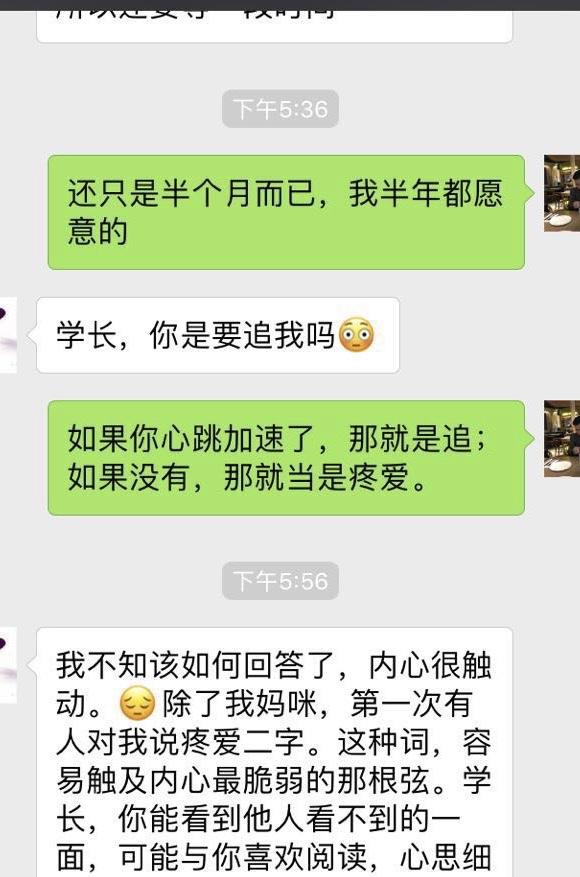 下午5:36
还只是半个月而已，我半年都愿
意的
学长，你是要追我吗😳
如果你心跳加速了，那就是追；
如果没有，那就当是疼爱。
下午5:56
我不知该如何回答了，内心很触
动。😔除了我妈咪，第一次有
人对我说疼爱二字。这种词，容
易触及内心最脆弱的那根弦。学
长，你能看到他人看不到的一
面，可能与你喜欢阅读，心思细